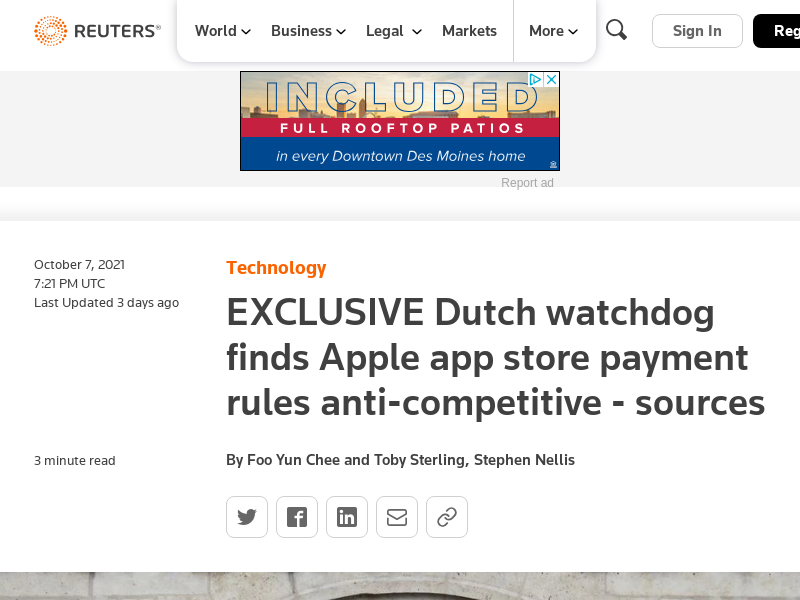 REUTERS®
World
Business
Legal
Markets
More
Sign In
Reg
INCLUDED
FULL ROOFTOP PATIOS
in every Downtown Des Moines home
Report ad
October 7, 2021
7:21 PM UTC
Last Updated 3 days ago
Technology
EXCLUSIVE Dutch watchdog
finds Apple app store payment
rules anti-competitive - sources
3 minute read
By Foo Yun Chee and Toby Sterling, Stephen Nellis